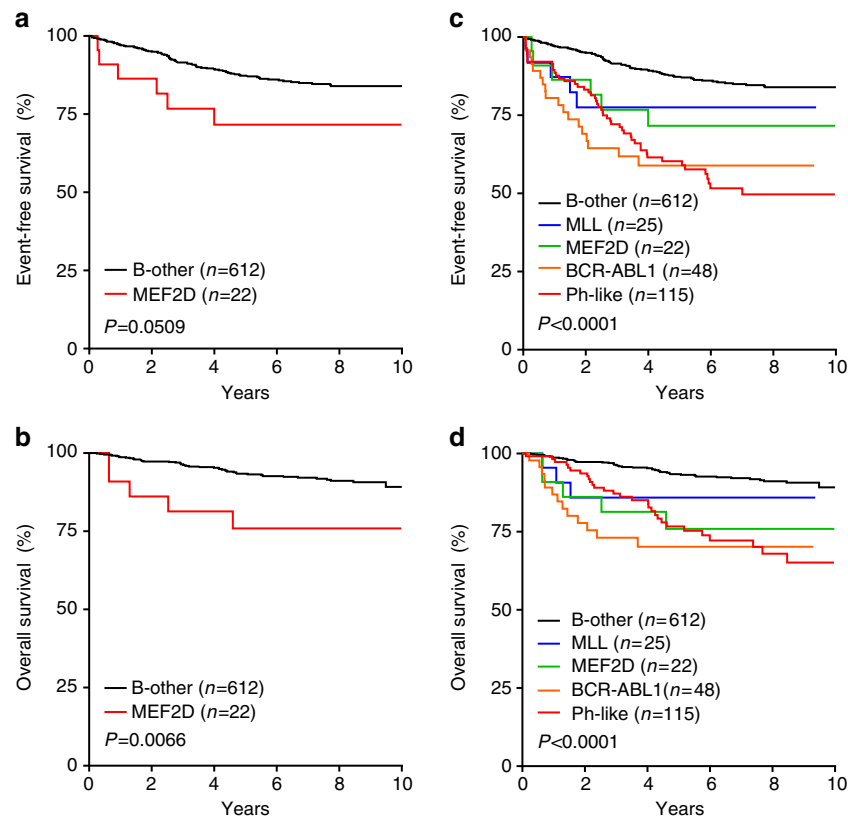 a
100
75
50
25
0
Event-free survival (%)
B-other (n=612)
MEF2D (n=22)
P=0.0509
0 2 4 6 8 10
Years
c
100
75
50
25
0
Event-free survival (%)
B-other (n=612)
MLL (n=25)
MEF2D (n=22)
BCR-ABL1 (n=48)
Ph-like (n=115)
P<0.0001
0 2 4 6 8 10
Years
b
100
75
50
25
0
Overall survival (%)
B-other (n=612)
MEF2D (n=22)
P=0.0066
0 2 4 6 8 10
Years
d
100
75
50
25
0
Overall survival (%)
B-other (n=612)
MLL (n=25)
MEF2D (n=22)
BCR-ABL1(n=48)
Ph-like (n=115)
P<0.0001
0 2 4 6 8 10
Years